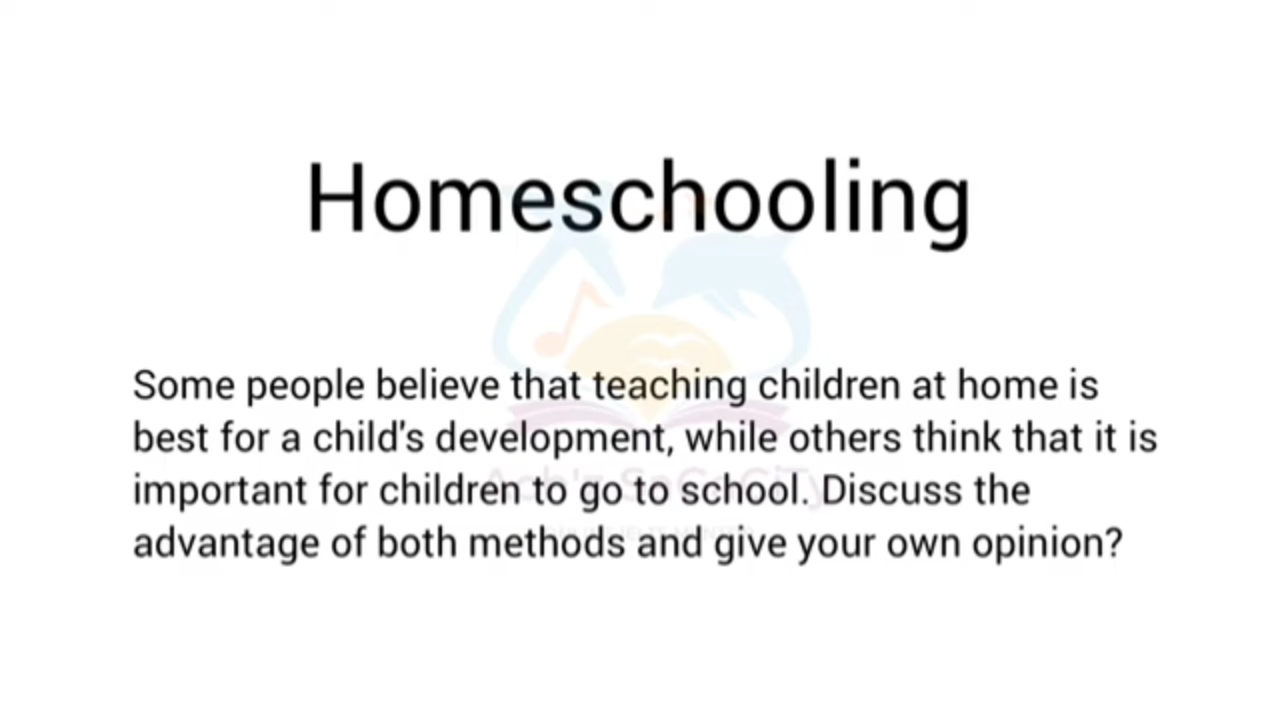 Homeschooling
Some people believe that teaching children at home is
best for a child's development, while others think that it is
important for children to go to school. Discuss the
advantage of both methods and give your own opinion?